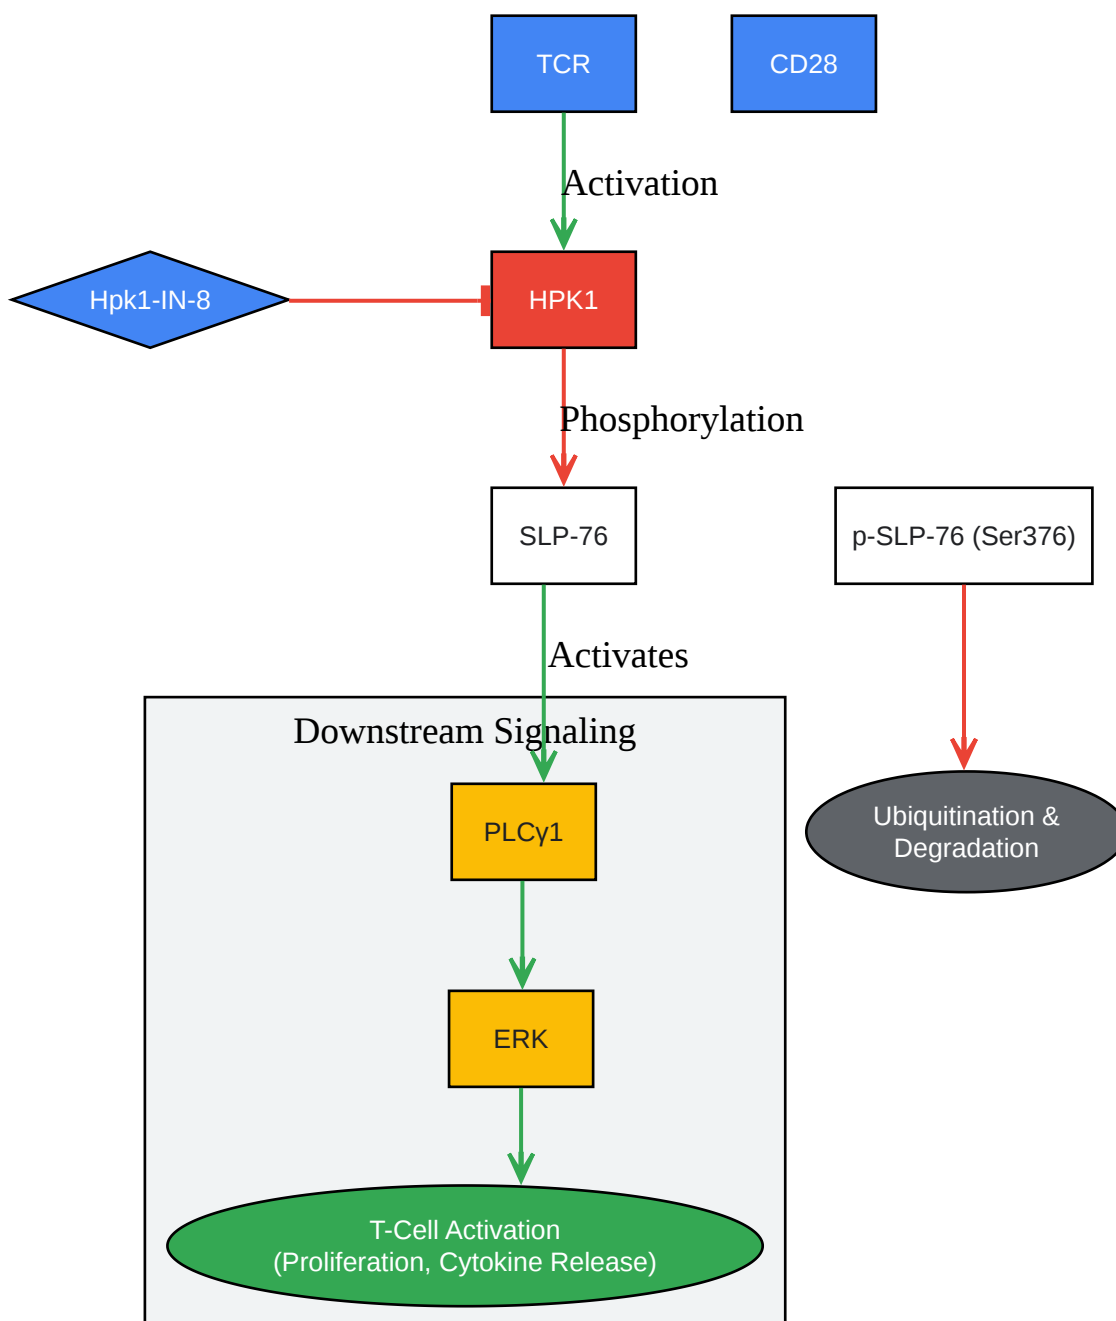 TCR
CD28
Activation
Hpk1-IN-8
HPK1
Phosphorylation
SLP-76
p-SLP-76 (Ser376)
Activates
Downstream Signaling
PLCγ1
Ubiquitination &
Degradation
ERK
T-Cell Activation
(Proliferation, Cytokine Release)